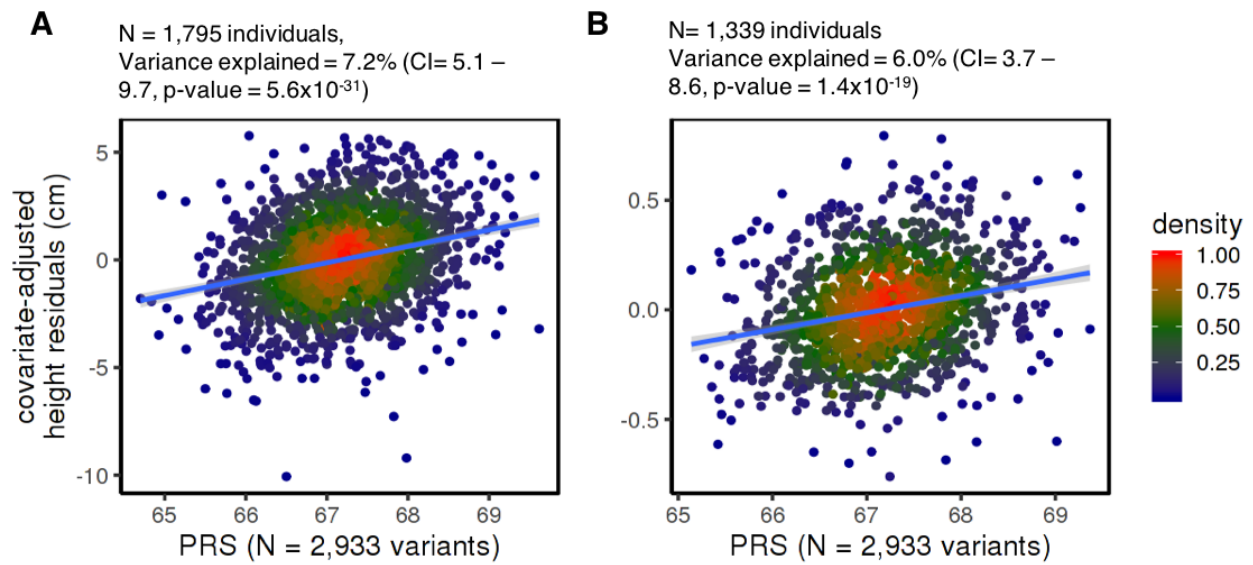 A
N = 1,795 individuals,
Variance explained = 7.2% (CI= 5.1 –
9.7, p-value = 5.6x10⁻³¹)
5
0
-5
-10
covariate-adjusted
height residuals (cm)
65 66 67 68 69
PRS (N = 2,933 variants)
B
N= 1,339 individuals
Variance explained = 6.0% (CI= 3.7 –
8.6, p-value = 1.4x10⁻¹⁹)
0.5
0.0
-0.5
65 66 67 68 69
PRS (N = 2,933 variants)
density
1.00
0.75
0.50
0.25